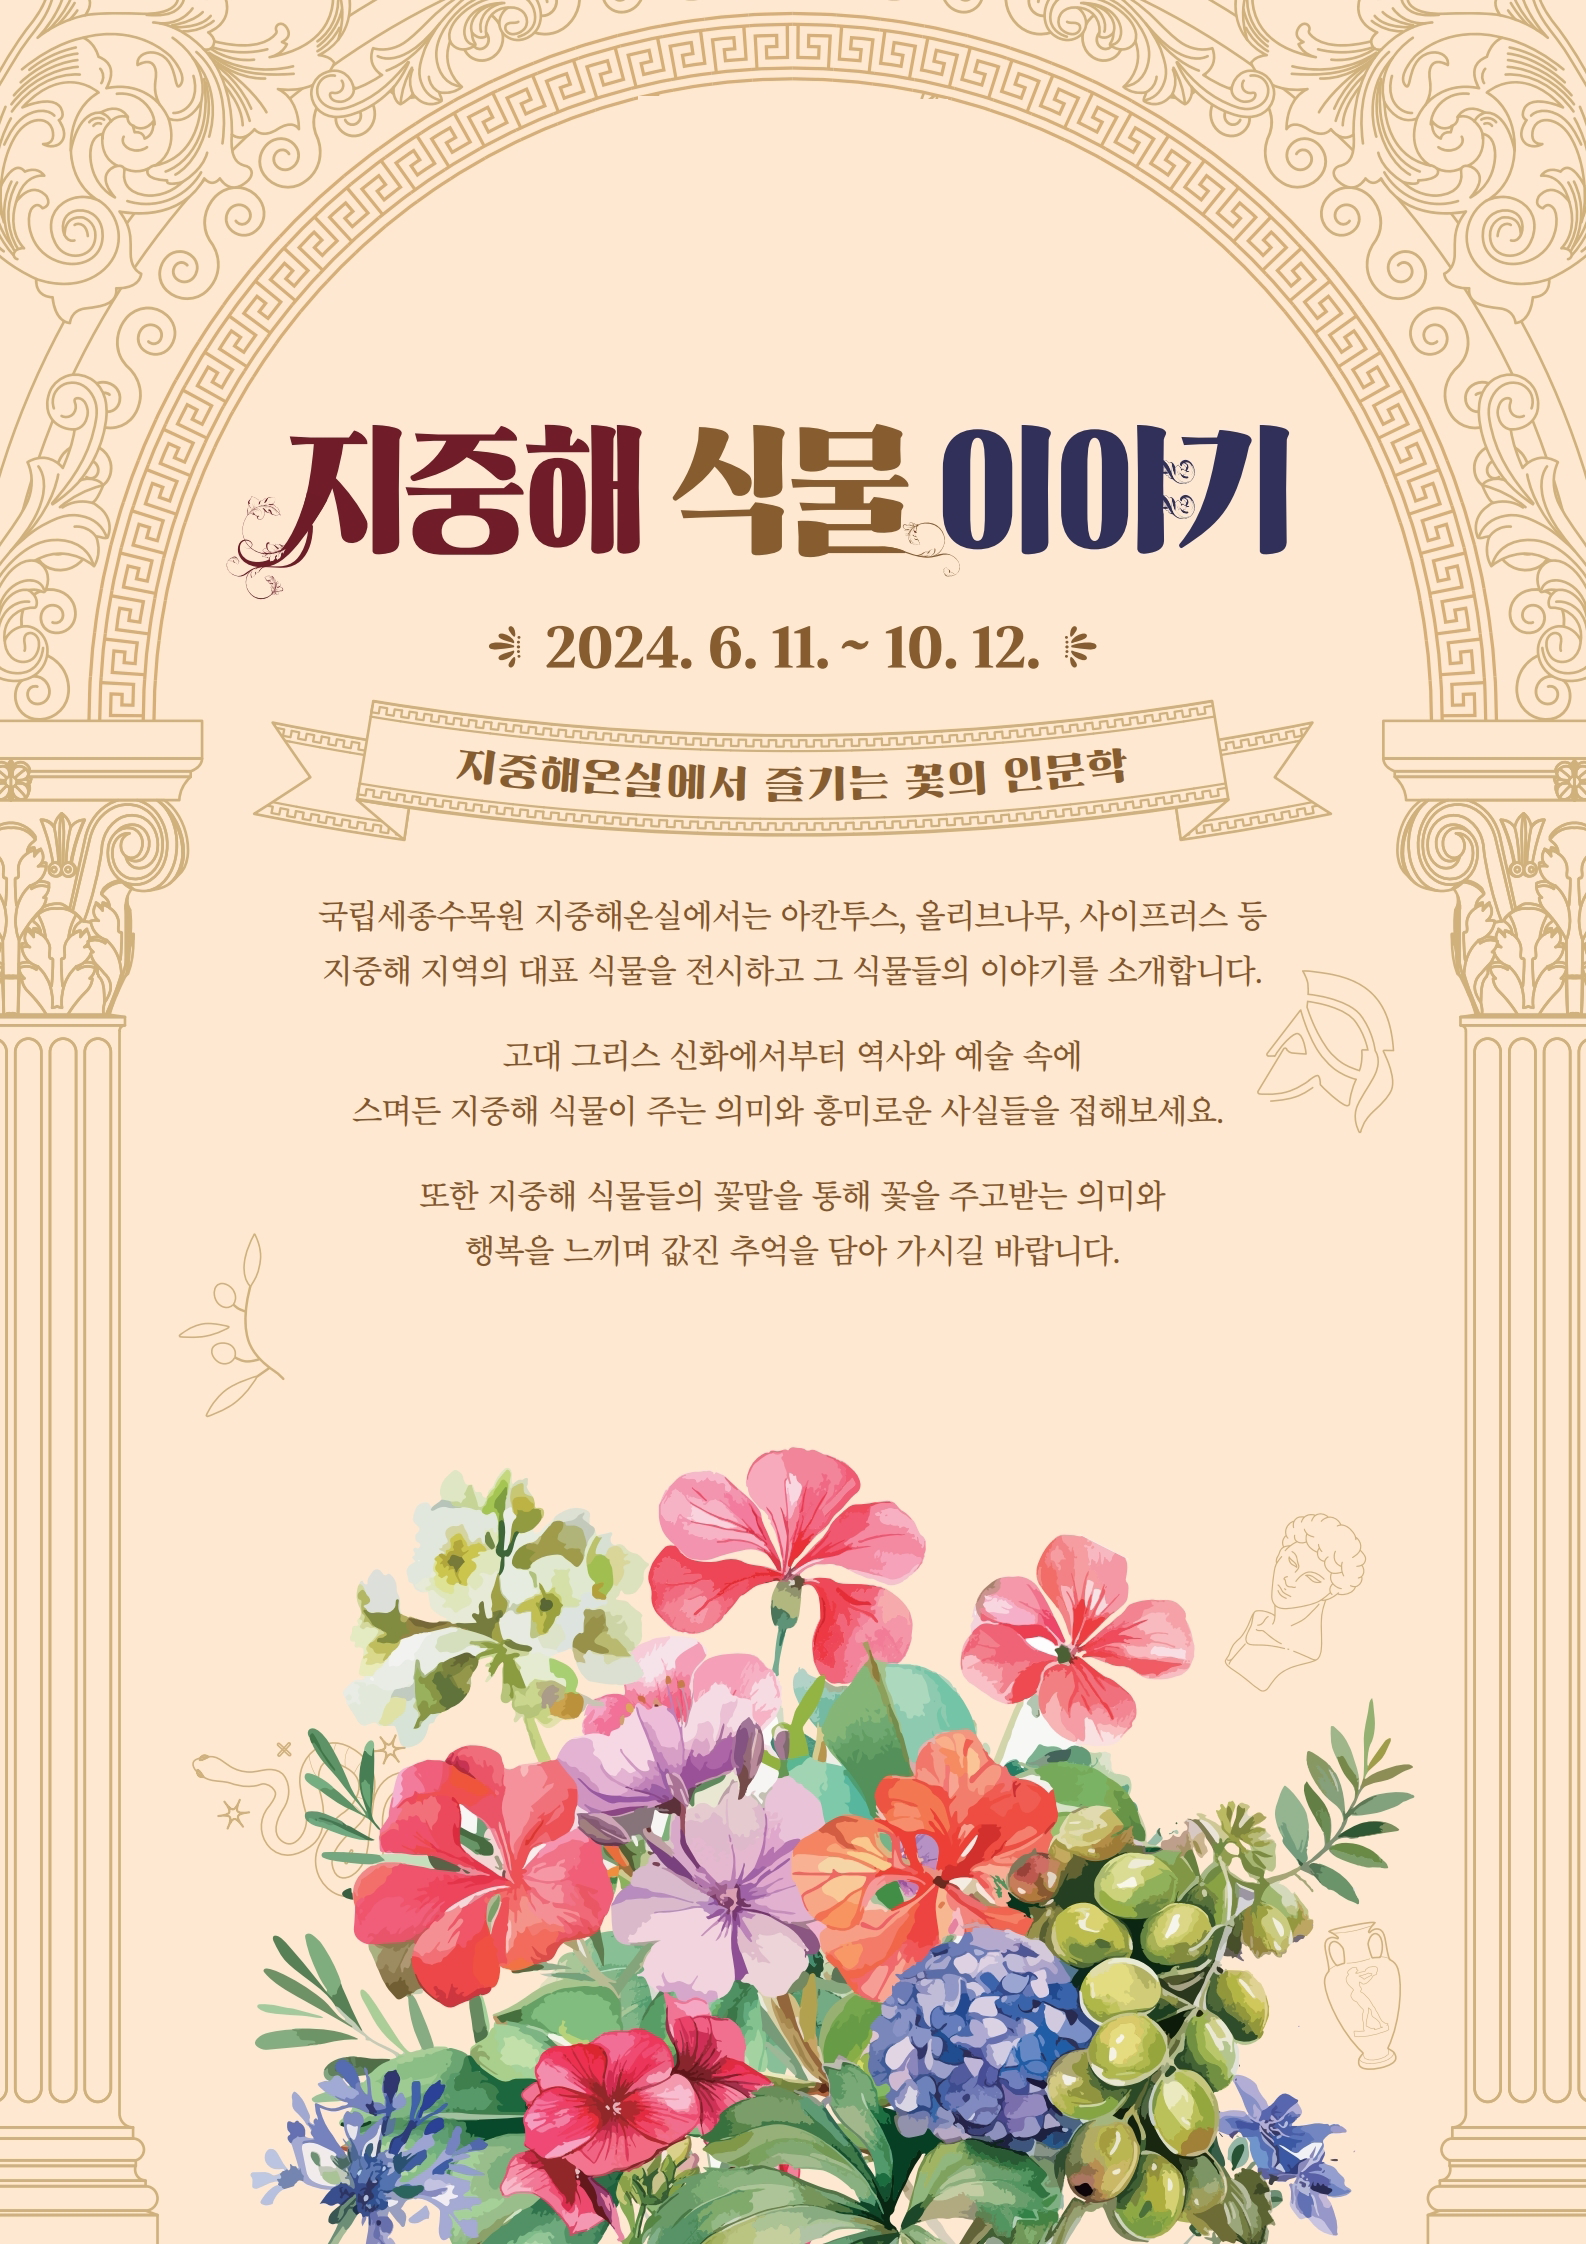 지중해 식물 이야기
2024. 6. 11. ~ 10. 12.
지중해온실에서 즐기는 꽃의 인문학
국립세종수목원 지중해온실에서는 아칸투스, 올리브나무, 사이프러스 등
지중해 지역의 대표 식물을 전시하고 그 식물들의 이야기를 소개합니다.
고대 그리스 신화에서부터 역사와 예술 속에
스며든 지중해 식물이 주는 의미와 흥미로운 사실들을 접해보세요.
또한 지중해 식물들의 꽃말을 통해 꽃을 주고받는 의미와
행복을 느끼며 값진 추억을 담아 가시길 바랍니다.